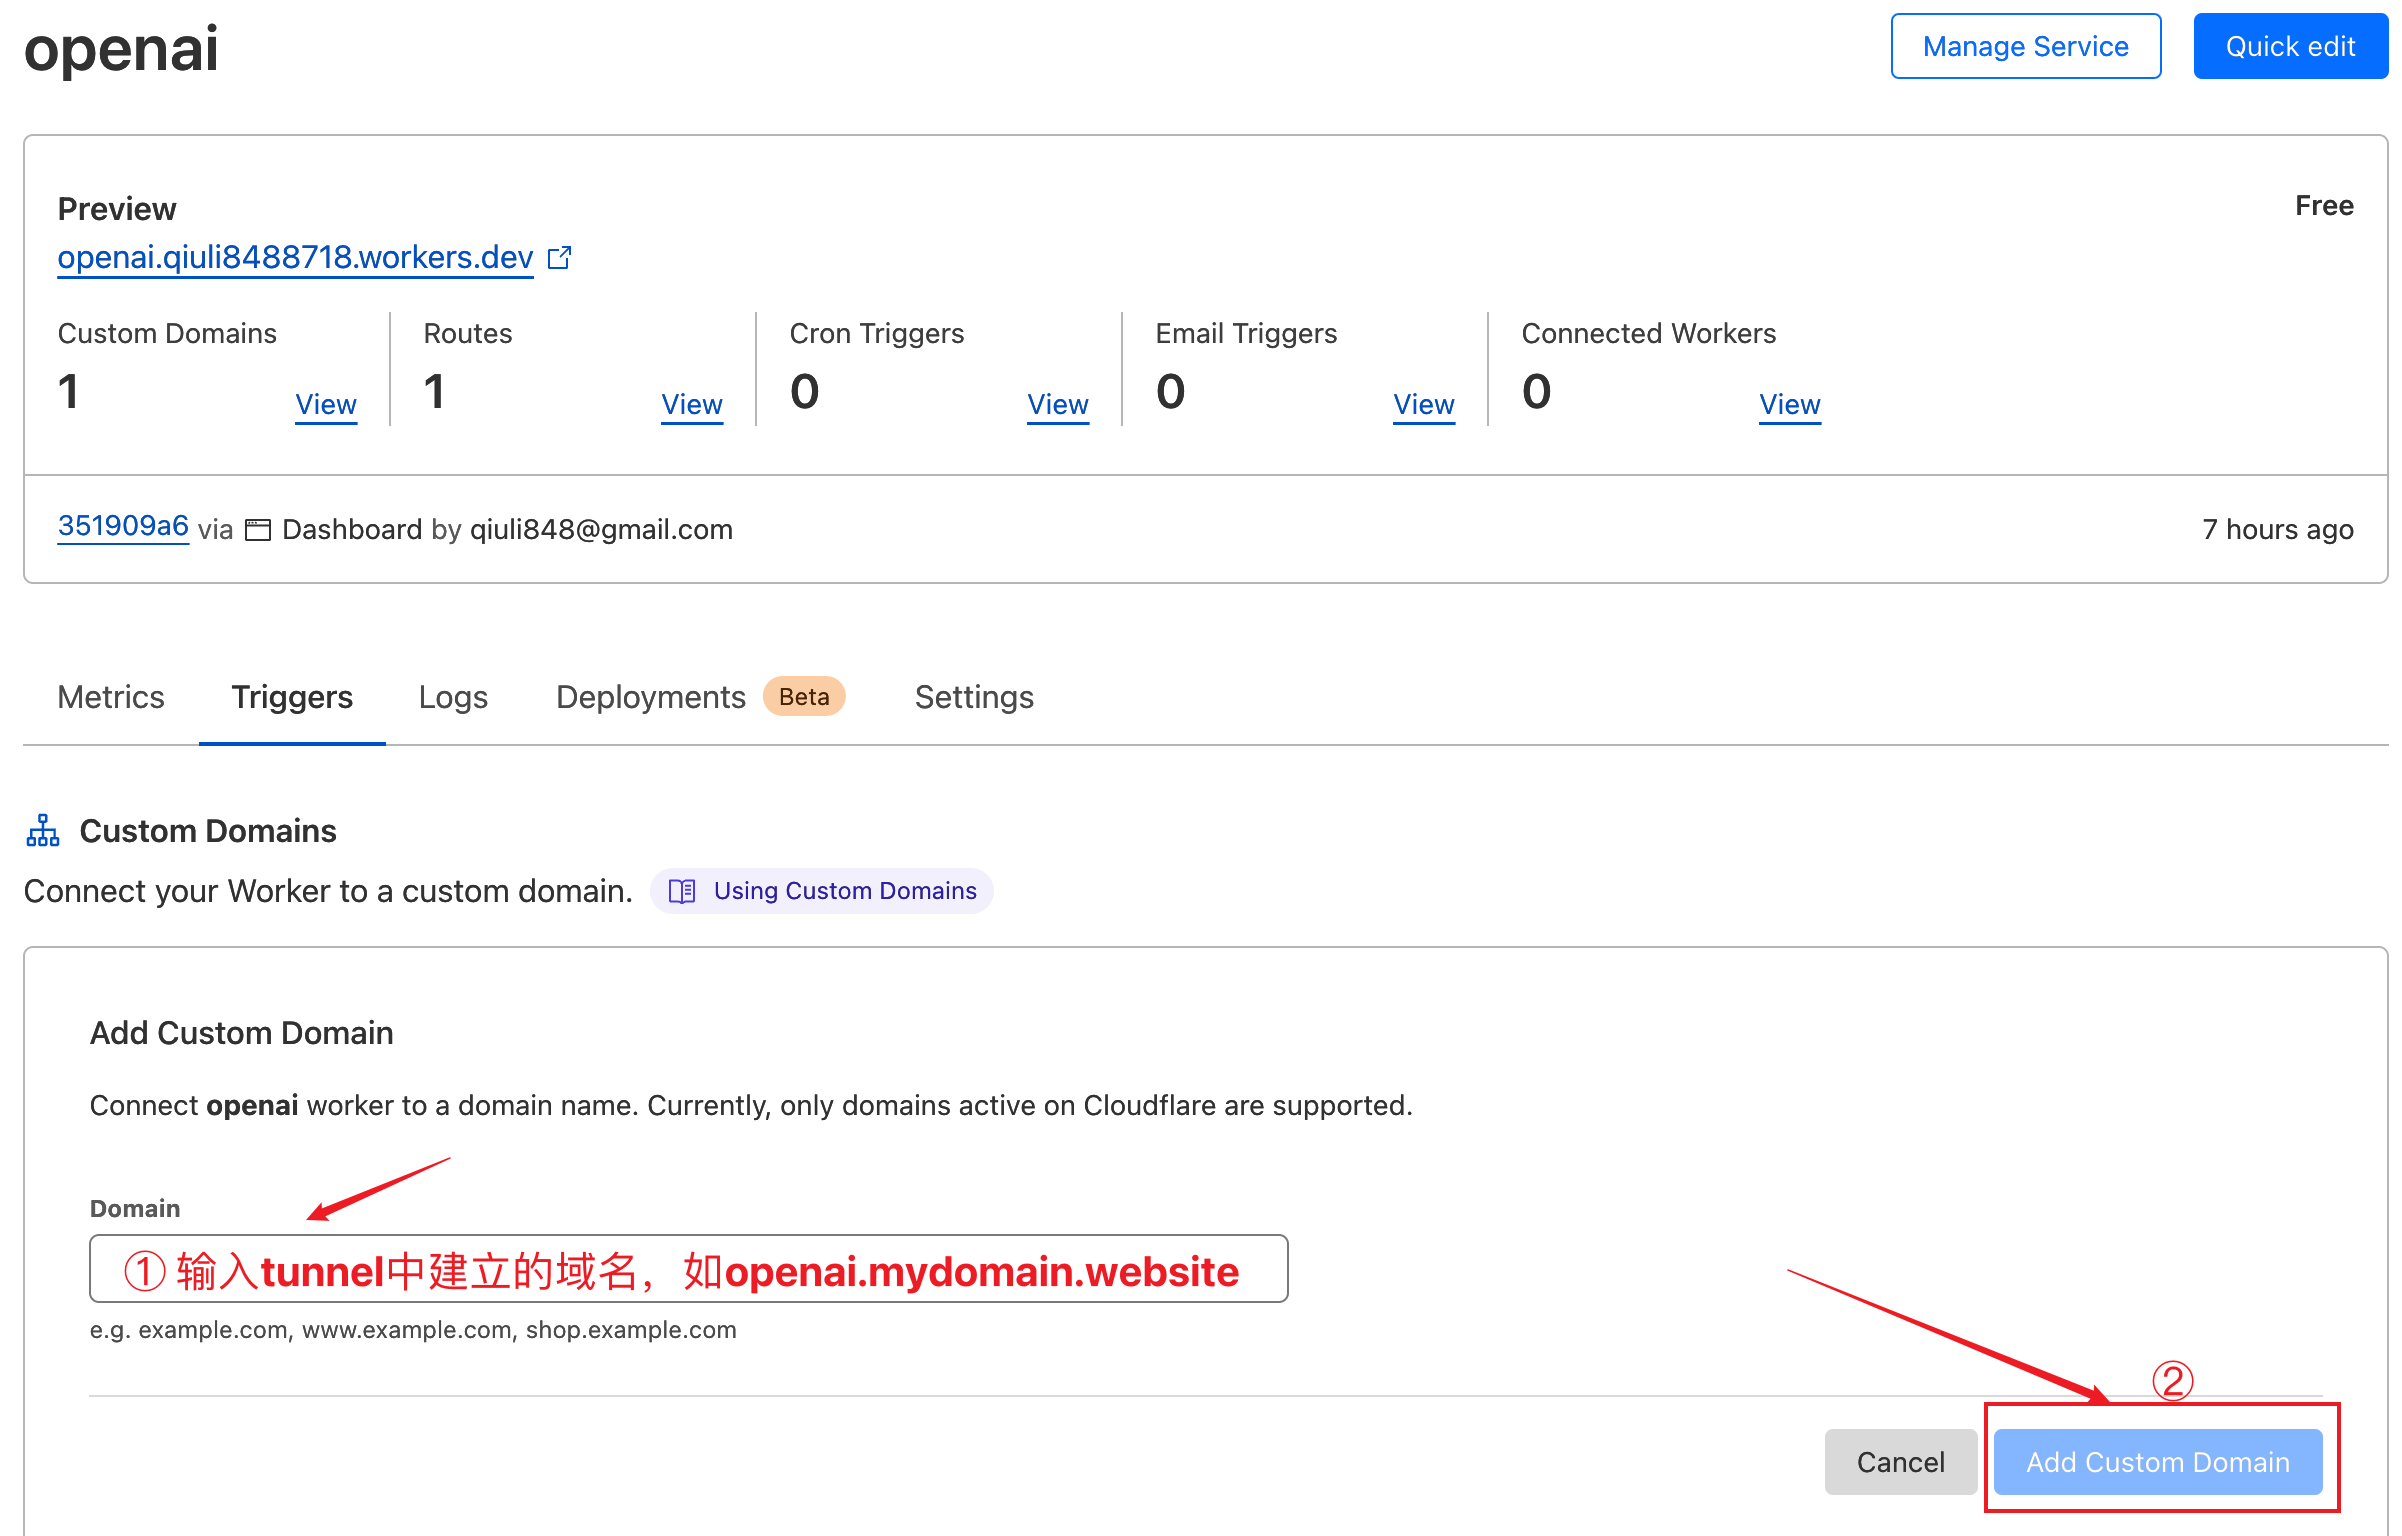 openai
Manage Service
Quick edit
Preview
Free
openai.qiuli8488718.workers.dev
Custom Domains
1
View
Routes
1
View
Cron Triggers
0
View
Email Triggers
0
View
Connected Workers
0
View
351909a6 via Dashboard by qiuli848@gmail.com
7 hours ago
Metrics
Triggers
Logs
Deployments Beta
Settings
Custom Domains
Connect your Worker to a custom domain. Using Custom Domains
Add Custom Domain
Connect openai worker to a domain name. Currently, only domains active on Cloudflare are supported.
Domain
① 输入tunnel中建立的域名，如openai.mydomain.website
e.g. example.com, www.example.com, shop.example.com
②
Cancel
Add Custom Domain